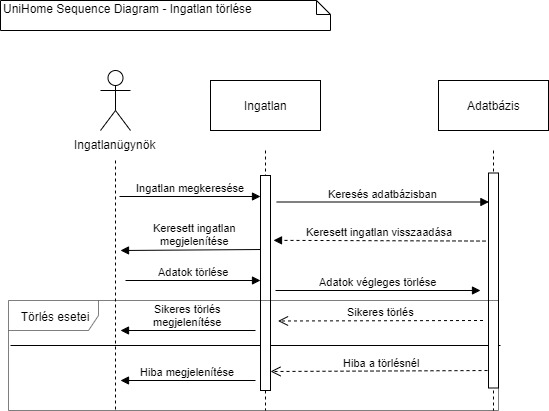 UniHome Sequence Diagram - Ingatlan törlése
Ingatlanügynök
Ingatlan
Adatbázis
Ingatlan megkeresése
Keresés adatbázisban
Keresett ingatlan
megjelenítése
Keresett ingatlan visszaadása
Adatok törlése
Adatok végleges törlése
Törlés esetei
Sikeres törlés
megjelenítése
Sikeres törlés
Hiba a törlésnél
Hiba megjelenítése